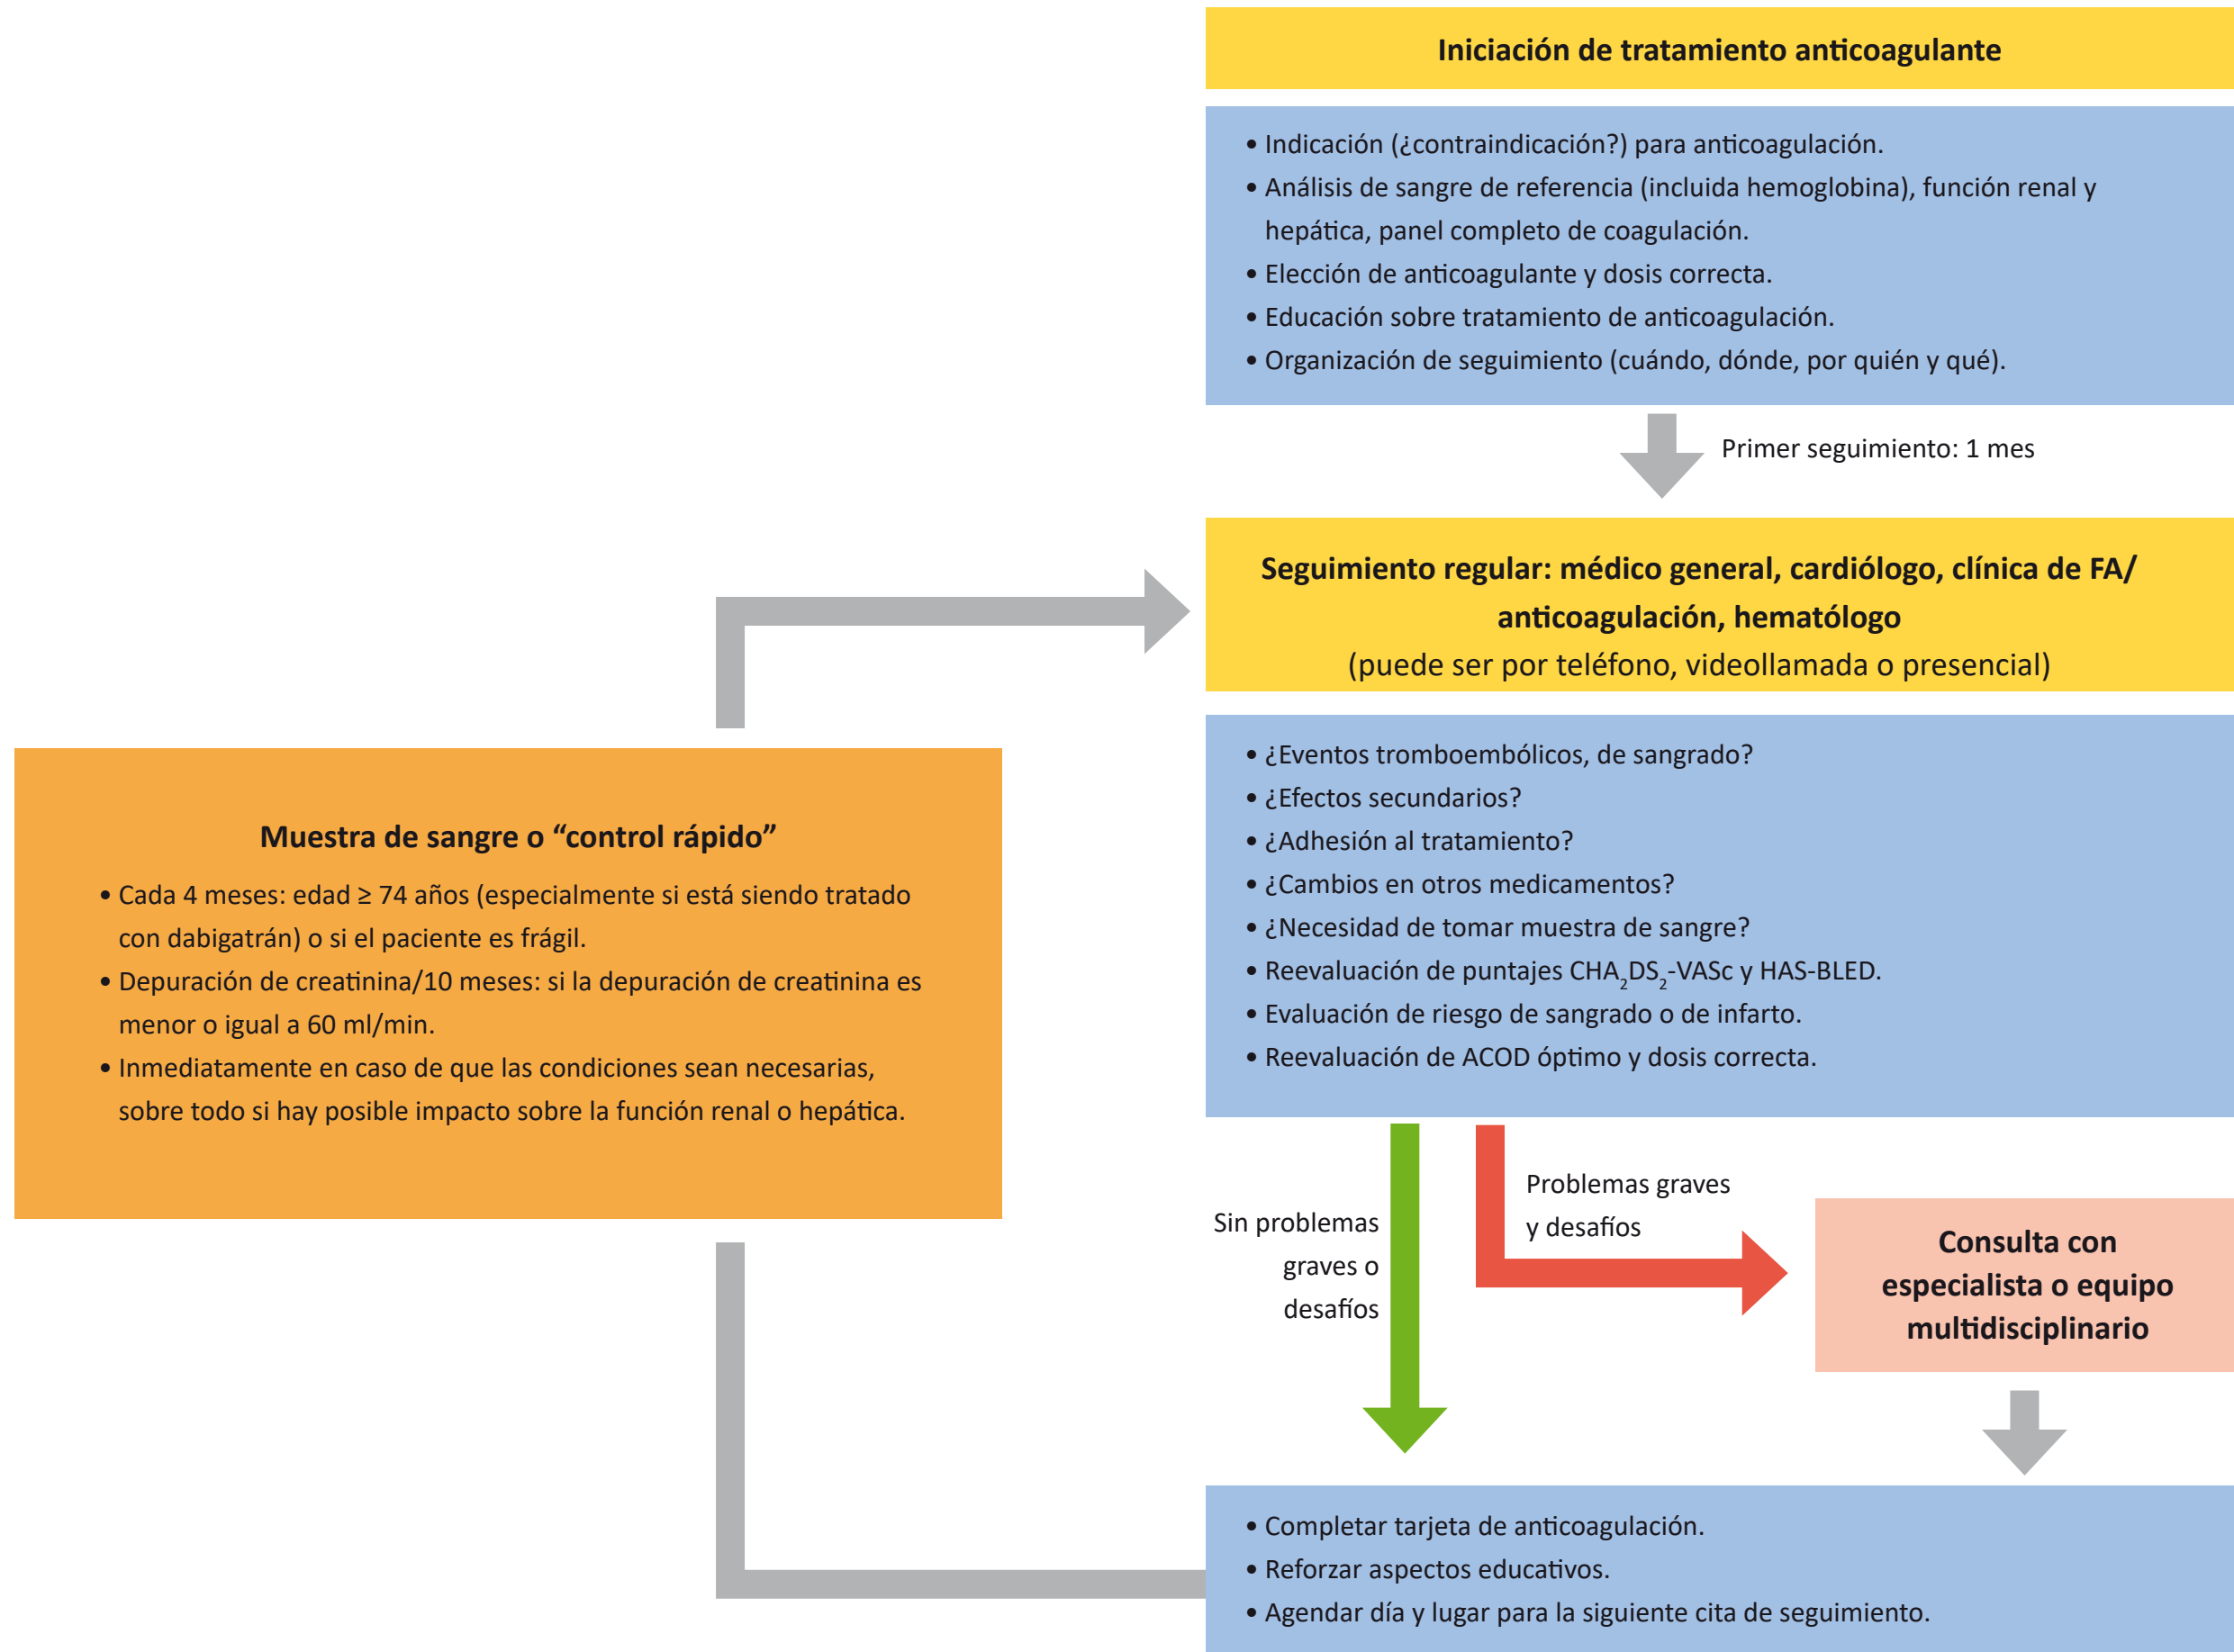 Iniciación de tratamiento anticoagulante
• Indicación (¿contraindicación?) para anticoagulación.
• Análisis de sangre de referencia (incluida hemoglobina), función renal y
hepática, panel completo de coagulación.
• Elección de anticoagulante y dosis correcta.
• Educación sobre tratamiento de anticoagulación.
• Organización de seguimiento (cuándo, dónde, por quién y qué).
Primer seguimiento: 1 mes
Seguimiento regular: médico general, cardiólogo, clínica de FA/
anticoagulación, hematólogo
(puede ser por teléfono, videollamada o presencial)
• ¿Eventos tromboembólicos, de sangrado?
• ¿Efectos secundarios?
• ¿Adhesión al tratamiento?
• ¿Cambios en otros medicamentos?
• ¿Necesidad de tomar muestra de sangre?
• Reevaluación de puntajes CHA₂DS₂-VASc y HAS-BLED.
• Evaluación de riesgo de sangrado o de infarto.
• Reevaluación de ACOD óptimo y dosis correcta.
Muestra de sangre o “control rápido”
• Cada 4 meses: edad ≥ 74 años (especialmente si está siendo tratado
con dabigatrán) o si el paciente es frágil.
• Depuración de creatinina/10 meses: si la depuración de creatinina es
menor o igual a 60 ml/min.
• Inmediatamente en caso de que las condiciones sean necesarias,
sobre todo si hay posible impacto sobre la función renal o hepática.
Sin problemas
graves o
desafíos
Problemas graves
y desafíos
Consulta con
especialista o equipo
multidisciplinario
• Completar tarjeta de anticoagulación.
• Reforzar aspectos educativos.
• Agendar día y lugar para la siguiente cita de seguimiento.